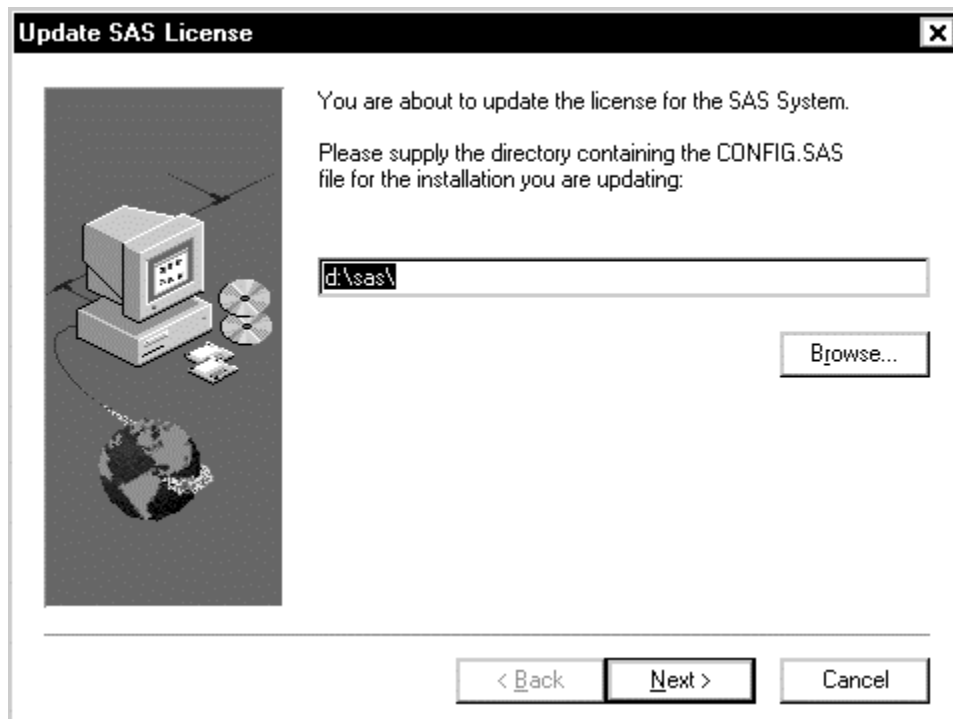 Update SAS License
You are about to update the license for the SAS System.
Please supply the directory containing the CONFIG.SAS
file for the installation you are updating:
d:\sas\
Browse...
< Back
Next >
Cancel